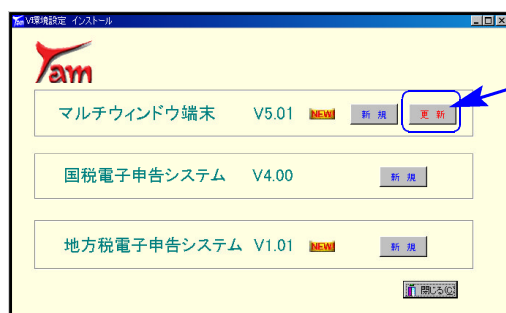 VI環境設定 インストール
Tam
マルチウィンドウ端末 V5.01 NEW 新規 更新
国税電子申告システム V4.00 新規
地方税電子申告システム V1.01 NEW 新規
閉じる(C)